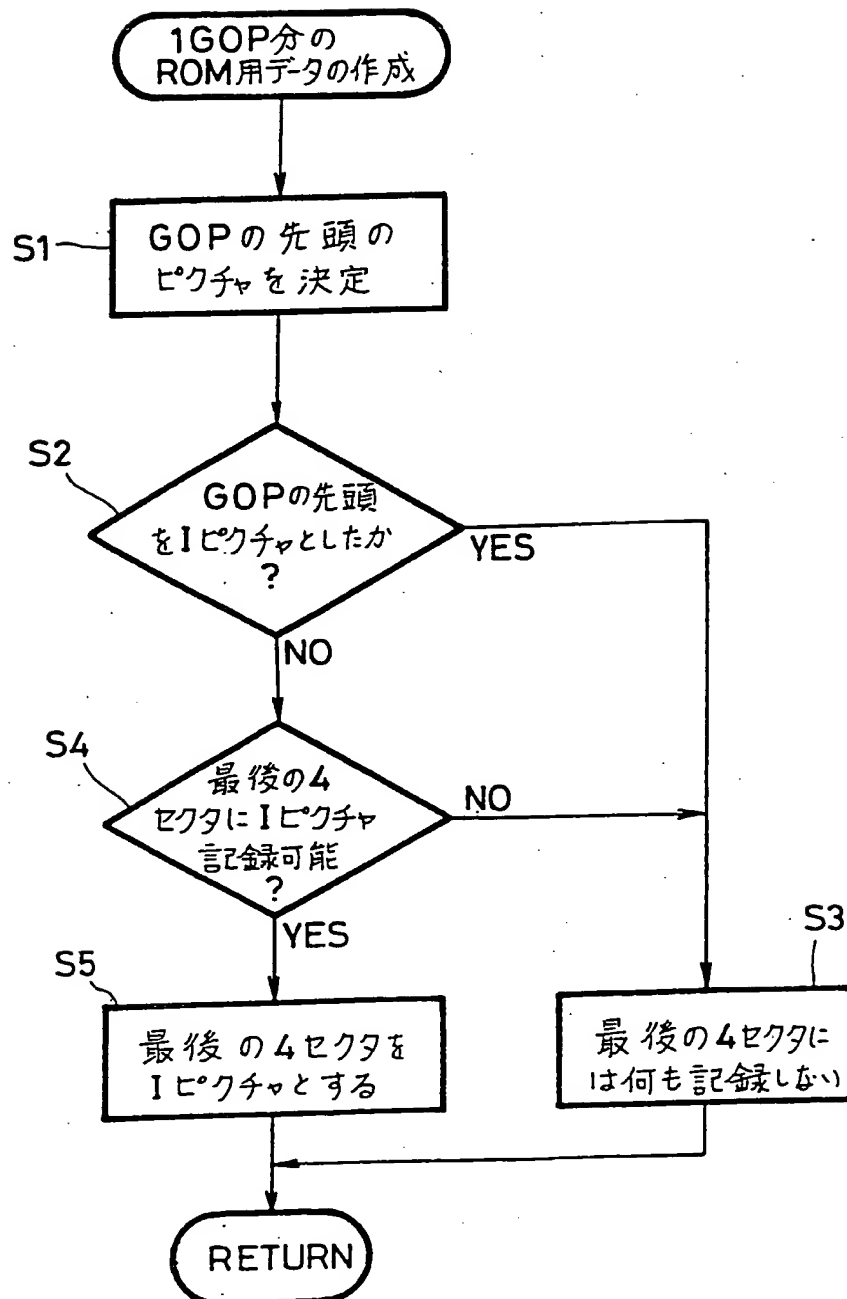 1GOP分の
ROM用データの作成
S1
GOPの先頭の
ピクチャを決定
S2
GOPの先頭
をIピクチャとしたか
?
YES
NO
S4
最後の4
セクタにIピクチャ
記録可能
?
NO
YES
S5
最後の4セクタを
Iピクチャとする
S3
最後の4セクタに
は何も記録しない
RETURN